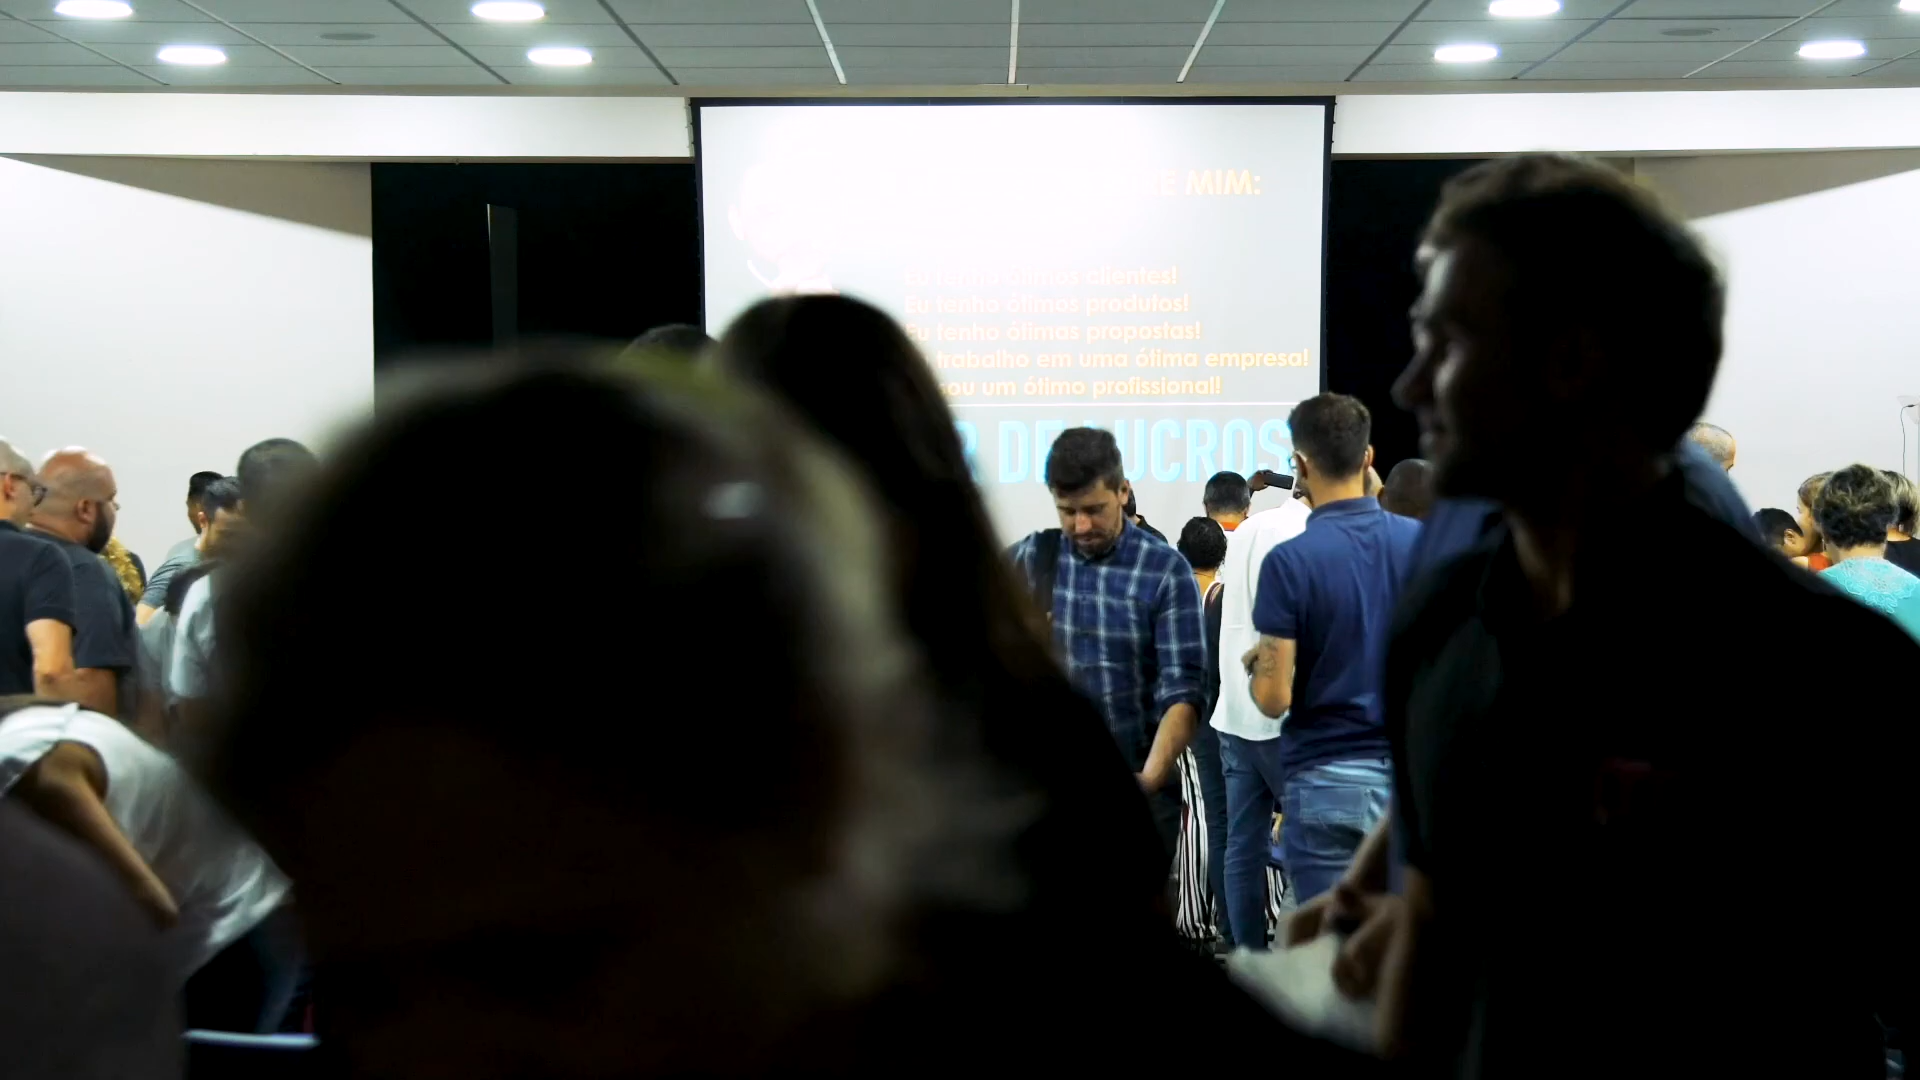 E MIM:
Eu tenho ótimos clientes!
Eu tenho ótimos produtos!
Eu tenho ótimas propostas!
trabalho em uma ótima empresa!
sou um ótimo profissional!
R DE LUCROS